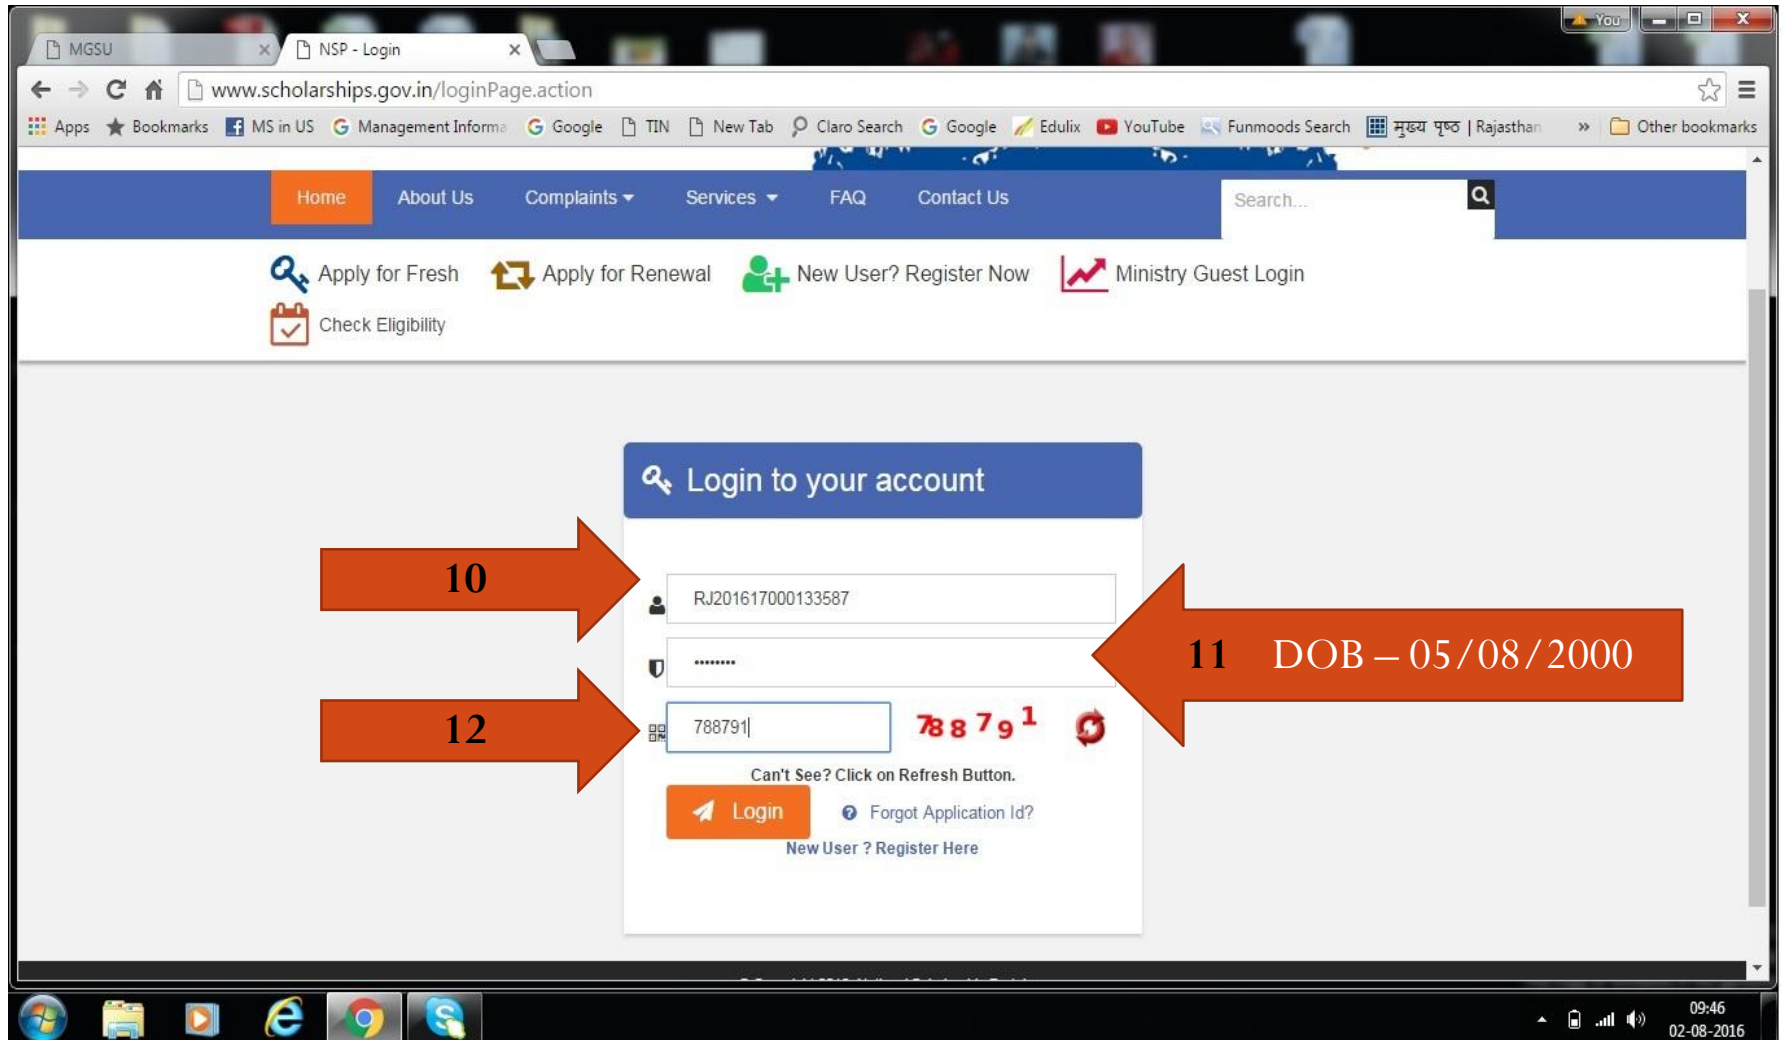 You
MGSU
NSP - Login
www.scholarships.gov.in/loginPage.action
Apps Bookmarks MS in US Management Informa Google TIN New Tab Claro Search Google Edulix YouTube Funmoods Search मुख्य पृष्ठ | Rajasthan » Other bookmarks
Home About Us Complaints Services FAQ Contact Us Search...
Apply for Fresh Apply for Renewal New User? Register Now Ministry Guest Login
Check Eligibility
Login to your account
10
RJ201617000133587
11 DOB – 05/08/2000
12
788791 788791
Can't See? Click on Refresh Button.
Login Forgot Application Id?
New User ? Register Here
09:46
02-08-2016